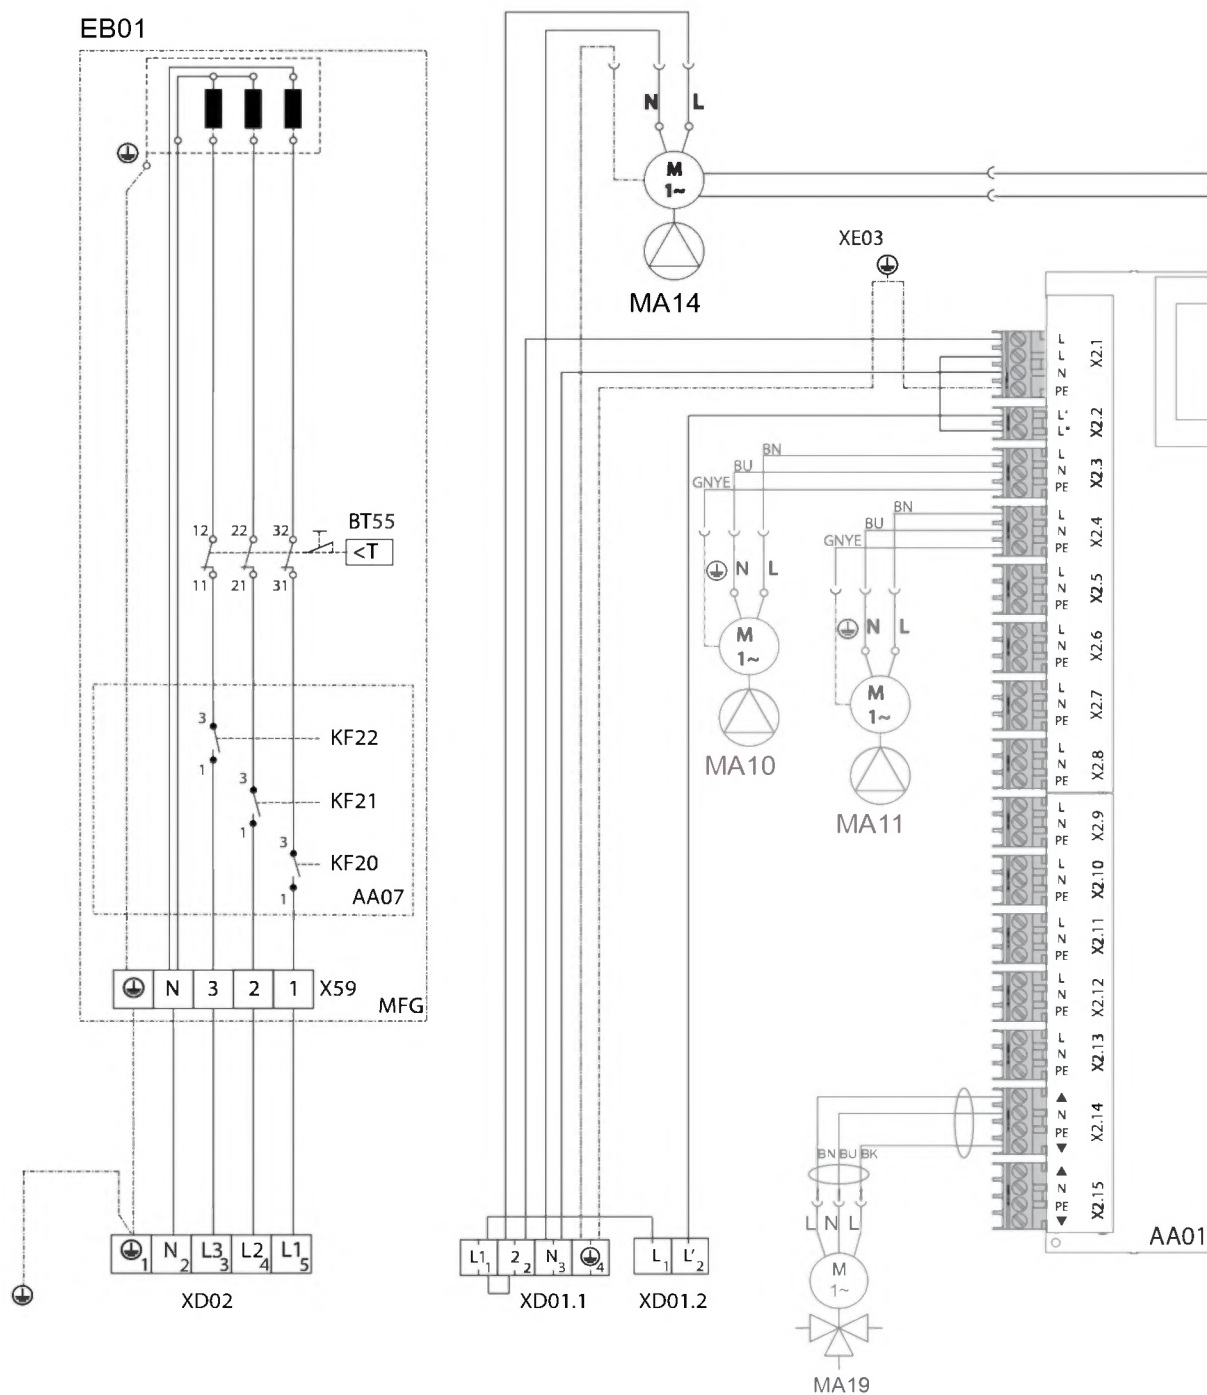 EB01
12 22 32
BT55
<T
11 21 31
3
KF22
1
3
KF21
1
3
KF20
1
AA07
N 3 2 1 X59
MFG
1 N2 L33 L24 L15
XD02
N L
M
1~
MA14
XE03
BN
BU
GNYE
N L
M
1~
MA10
BN
BU
GNYE
N L
M
1~
MA11
L
L
N
PE
X2.1
L'
L"
X2.2
L
N
PE
X2.3
L
N
PE
X2.4
L
N
PE
X2.5
L
N
PE
X2.6
L
N
PE
X2.7
L
N
PE
X2.8
L
N
PE
X2.9
L
N
PE
X2.10
L
N
PE
X2.11
L
N
PE
X2.12
L
N
PE
X2.13
▲
N
PE
▼
X2.14
▲
N
PE
▼
X2.15
AA01
BN BU BK
L N L
M
1~
MA19
L11 22 N3 4
XD01.1
L1 L'2
XD01.2